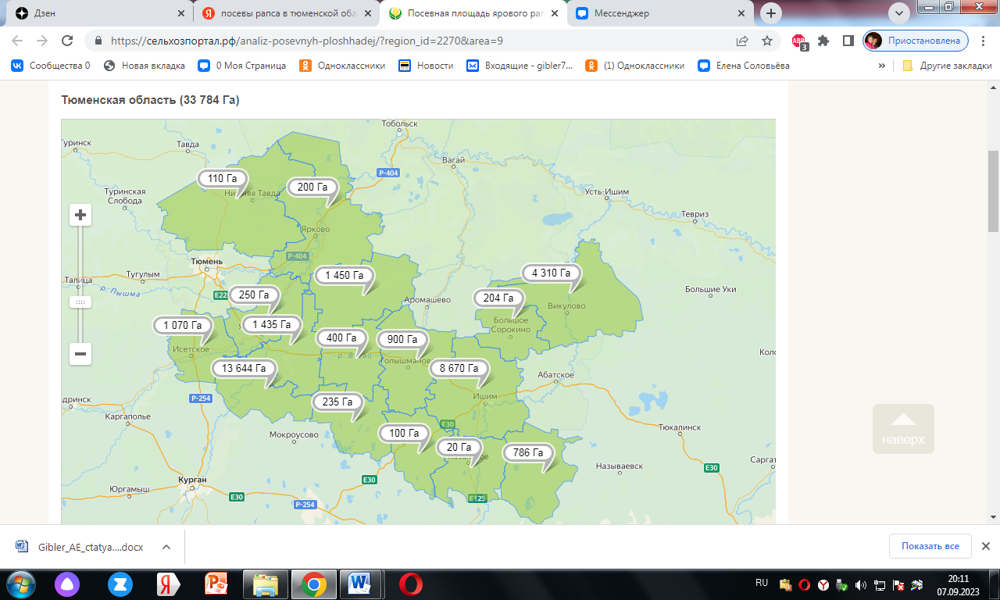 Дзен
посевы рапса в тюменской обл
Посевная площадь ярового рап
Мессенджер
https://сельхозпортал.рф/analiz-posevnyh-ploshhadej/?region_id=2270&area=9
ABP
3
Приостановлена
Сообщества 0
Новая вкладка
0 Моя Страница
Одноклассники
Новости
Входящие - gibler7...
(1) Одноклассники
Елена Соловьёва
»
Другие закладки
Тюменская область (33 784 Га)
Тобольск
Туринск
Тавда
Вагай
Р-404
110 Га
200 Га
Нижняя Тавда
Туринская
Слобода
Усть-Ишим
Тевриз
Ярково
Р-404
Тюмень
Тугулым
Талица
р. Пышма
E22
1 450 Га
4 310 Га
250 Га
204 Га
Аромашево
Викулово
Большие Уки
1 070 Га
1 435 Га
Большое
Сорокино
400 Га
900 Га
Исетское
р. Вагай
13 644 Га
8 670 Га
Абатское
Р-254
235 Га
Ишим
Каргаполье
Мокроусово
100 Га
E30
20 Га
786 Га
Тюкалинск
Называевск
E30
Курган
E30
Юргамыш
E30
Р-254
E125
наверх
Gibler_AE_ctatya....docx
Показать все
RU
20:11
07.09.2023